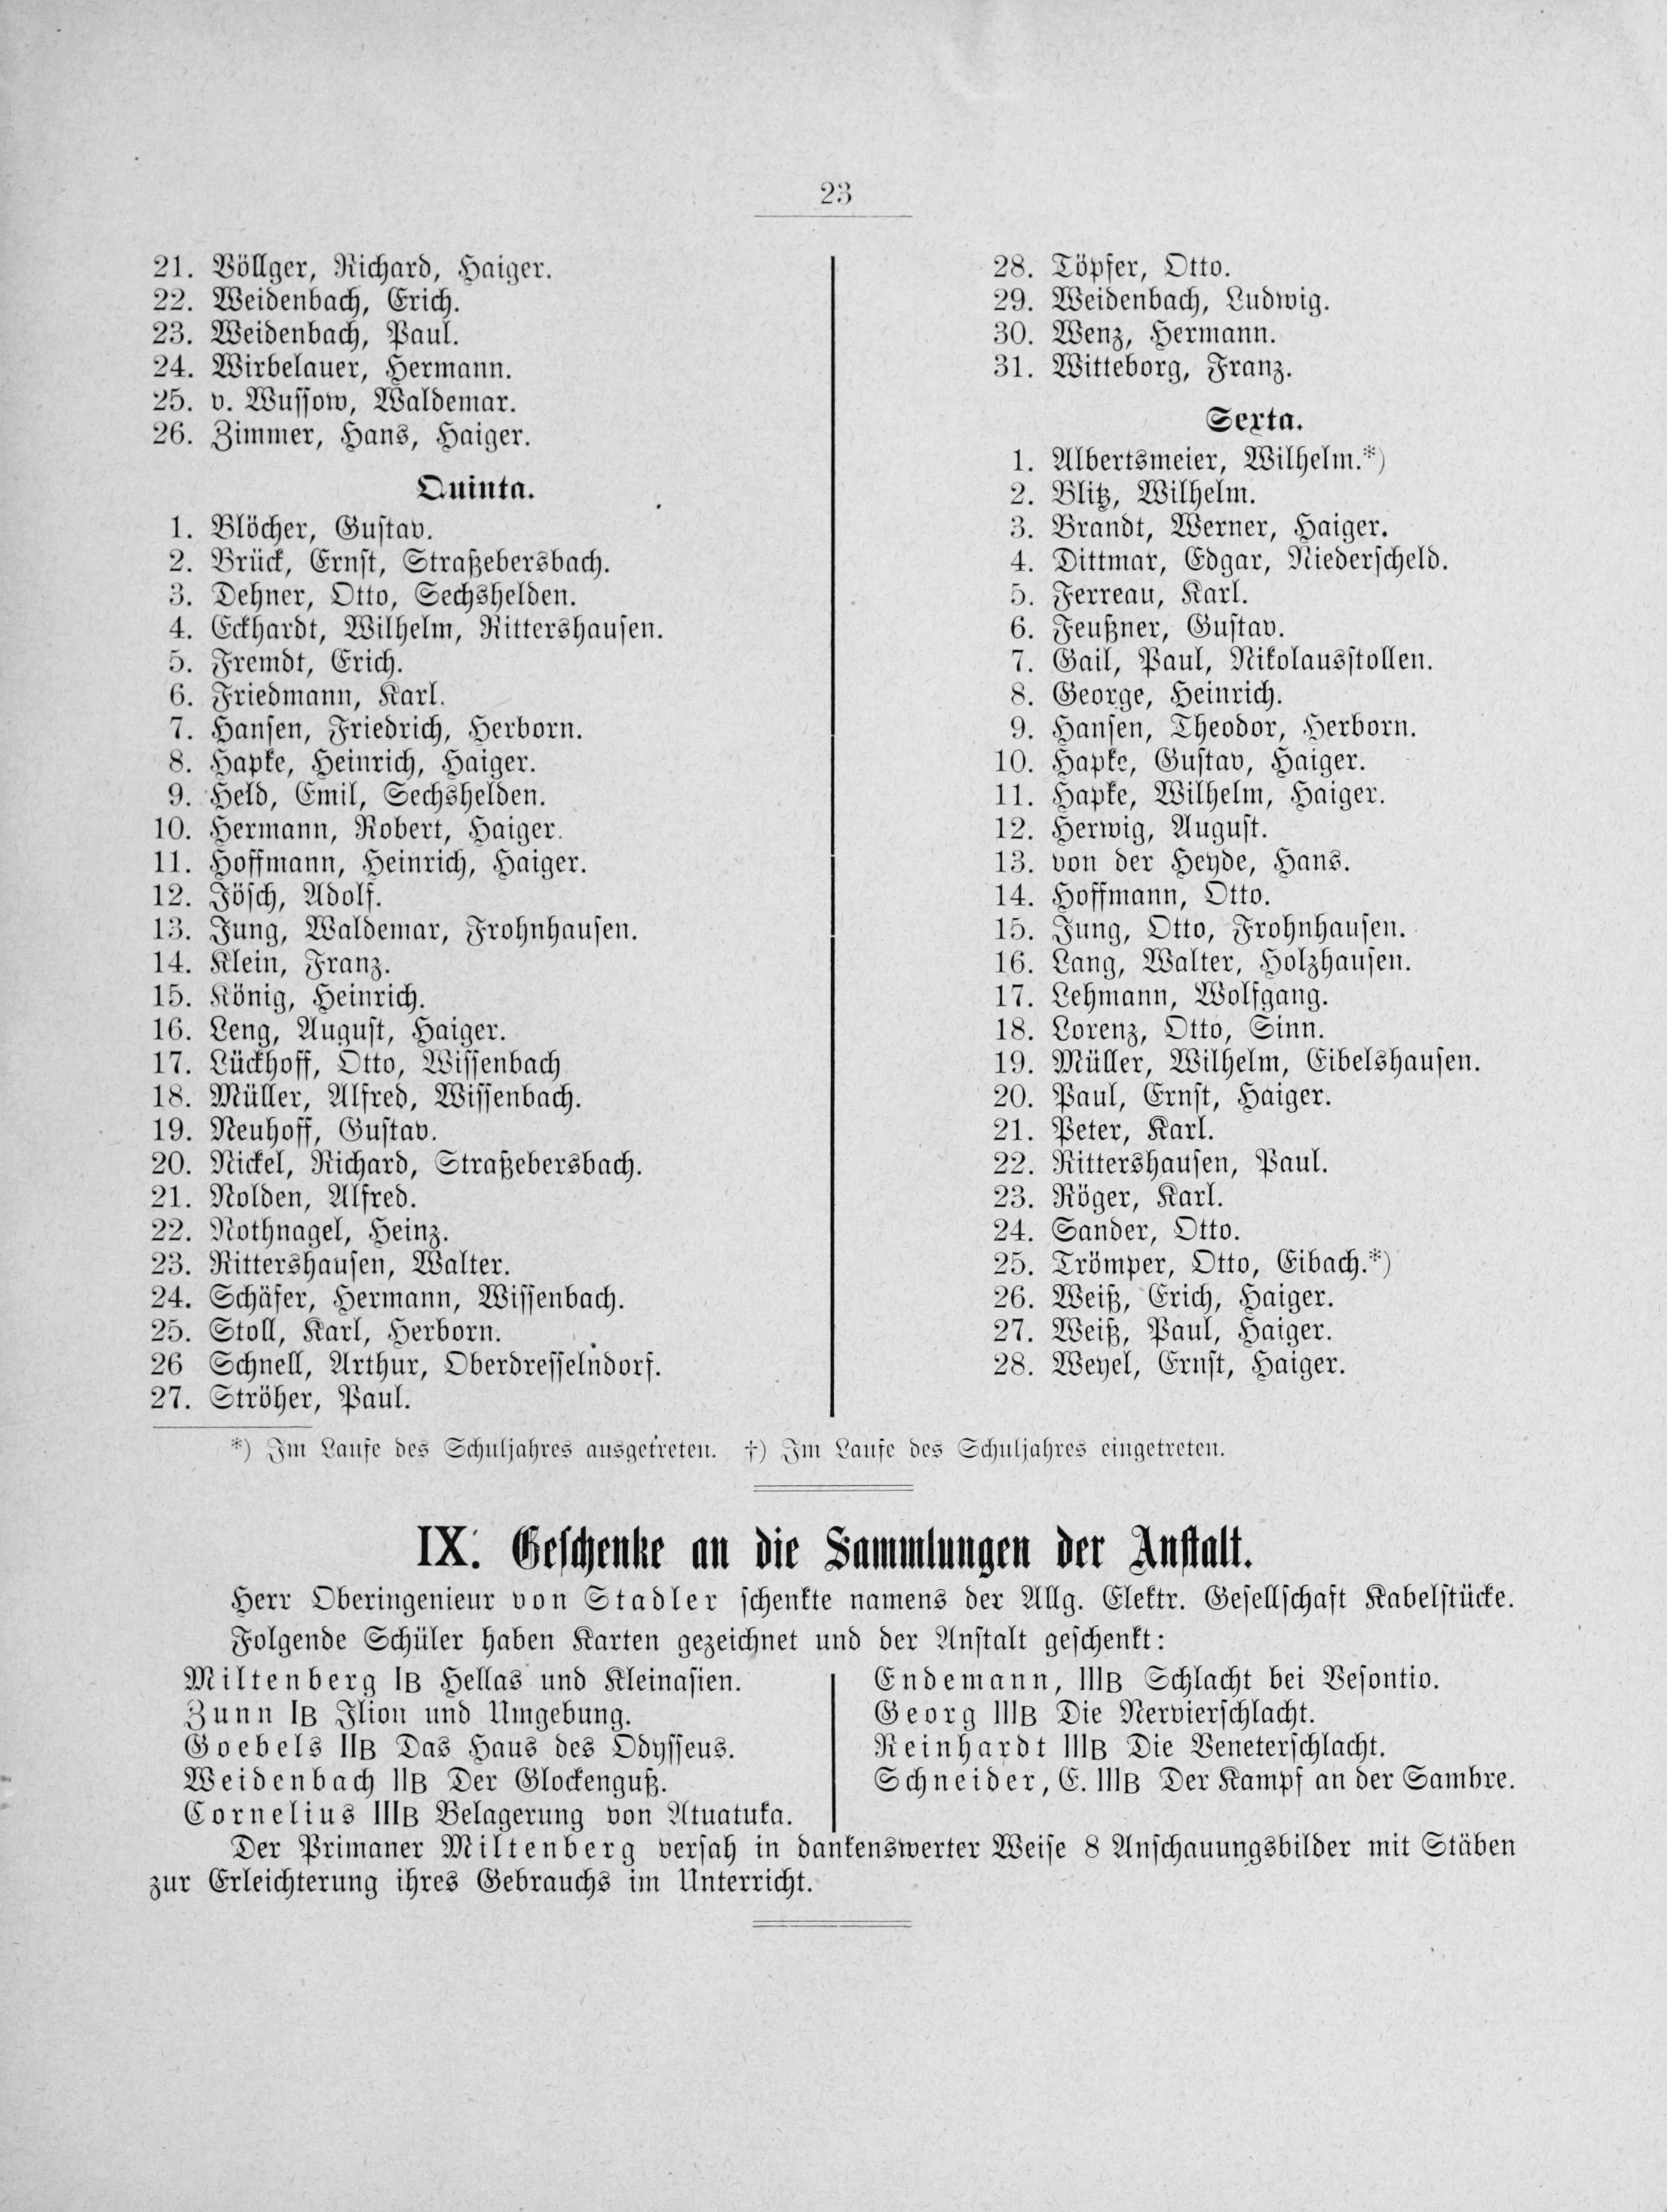 23
21. Völlger, Richard, Haiger.
22. Weidenbach, Erich.
23. Weidenbach, Paul.
24. Wirbelauer, Hermann.
25. v. Wussow, Waldemar.
26. Zimmer, Hans, Haiger.
Quinta.
1. Blöcher, Gustav.
2. Brück, Ernst, Straßebersbach.
3. Dehner, Otto, Sechshelden.
4. Eckhardt, Wilhelm, Rittershausen.
5. Fremdt, Erich.
6. Friedmann, Karl.
7. Hansen, Friedrich, Herborn.
8. Hapke, Heinrich, Haiger.
9. Held, Emil, Sechshelden.
10. Hermann, Robert, Haiger.
11. Hoffmann, Heinrich, Haiger.
12. Jösch, Adolf.
13. Jung, Waldemar, Frohnhausen.
14. Klein, Franz.
15. König, Heinrich.
16. Leng, August, Haiger.
17. Lückhoff, Otto, Wissenbach
18. Müller, Alfred, Wissenbach.
19. Neuhoff, Gustav.
20. Nickel, Richard, Straßebersbach.
21. Nolden, Alfred.
22. Nothnagel, Heinz.
23. Rittershausen, Walter.
24. Schäfer, Hermann, Wissenbach.
25. Stoll, Karl, Herborn.
26 Schnell, Arthur, Oberdresselndorf.
27. Ströher, Paul.
28. Töpfer, Otto.
29. Weidenbach, Ludwig.
30. Wenz, Hermann.
31. Witteborg, Franz.
Sexta.
1. Albertsmeier, Wilhelm.*)
2. Blitz, Wilhelm.
3. Brandt, Werner, Haiger.
4. Dittmar, Edgar, Niederscheld.
5. Ferreau, Karl.
6. Feußner, Gustav.
7. Gail, Paul, Nikolausstollen.
8. George, Heinrich.
9. Hansen, Theodor, Herborn.
10. Hapke, Gustav, Haiger.
11. Hapke, Wilhelm, Haiger.
12. Herwig, August.
13. von der Heyde, Hans.
14. Hoffmann, Otto.
15. Jung, Otto, Frohnhausen.
16. Lang, Walter, Holzhausen.
17. Lehmann, Wolfgang.
18. Lorenz, Otto, Sinn.
19. Müller, Wilhelm, Eibelshausen.
20. Paul, Ernst, Haiger.
21. Peter, Karl.
22. Rittershausen, Paul.
23. Röger, Karl.
24. Sander, Otto.
25. Trömper, Otto, Eibach.*)
26. Weiß, Erich, Haiger.
27. Weiß, Paul, Haiger.
28. Weyel, Ernst, Haiger.
*) Im Laufe des Schuljahres ausgetreten. †) Im Laufe des Schuljahres eingetreten.
IX. Geschenke an die Sammlungen der Anstalt.
Herr Oberingenieur von Stadler schenkte namens der Allg. Elektr. Gesellschaft Kabelstücke.
Folgende Schüler haben Karten gezeichnet und der Anstalt geschenkt:
Miltenberg IB Hellas und Kleinasien.
Zunn IB Ilion und Umgebung.
Goebels IIB Das Haus des Odysseus.
Weidenbach IIB Der Glockenguß.
Cornelius IIIB Belagerung von Atuatuka.
Endemann, IIIB Schlacht bei Vesontio.
Georg IIIB Die Nervierschlacht.
Reinhardt IIIB Die Veneterschlacht.
Schneider, E. IIIB Der Kampf an der Sambre.
Der Primaner Miltenberg versah in dankenswerter Weise 8 Anschauungsbilder mit Stäben
zur Erleichterung ihres Gebrauchs im Unterricht.